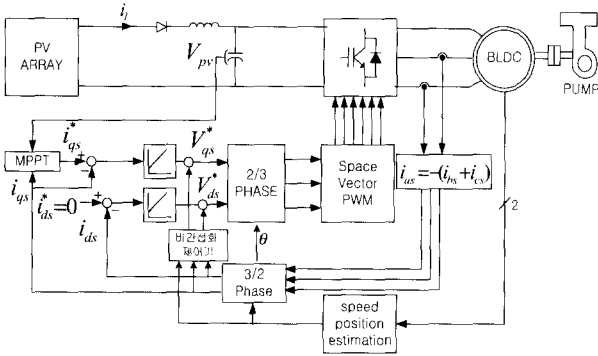 i_l
PV
ARRAY
V_pv
BLDC
PUMP
MPPT
i*_qs
+
−
V*_qs
2/3
PHASE
Space
Vector
PWM
i_as=−(i_bs+i_cs)
i_qs
i*_ds=0
+
−
V*_ds
i_ds
비간섭화
제어기
θ
2
3/2
Phase
speed
position
estimation